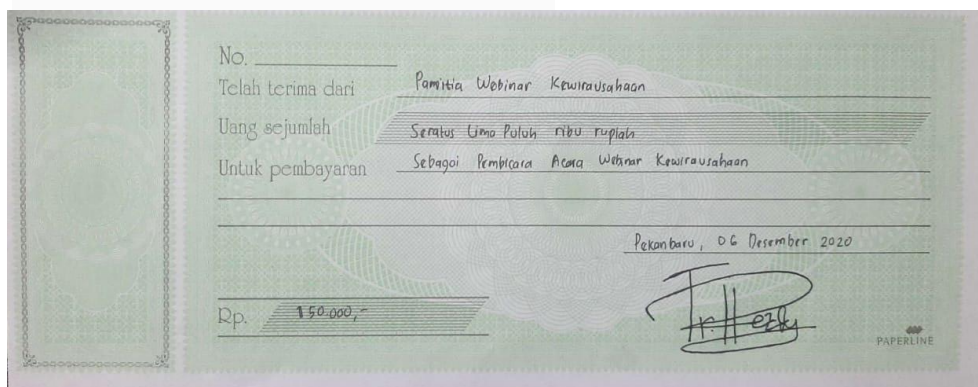 No.
Telah terima dari Pamitia Webinar Kewirausahaan
Uang sejumlah Seratus Lima Puluh ribu rupiah
Untuk pembayaran Sebagai Pembicara Acara Webinar Kewirausahaan
Pekanbaru, 06 Desember 2020
Rp. 150.000,-
PAPERLINE